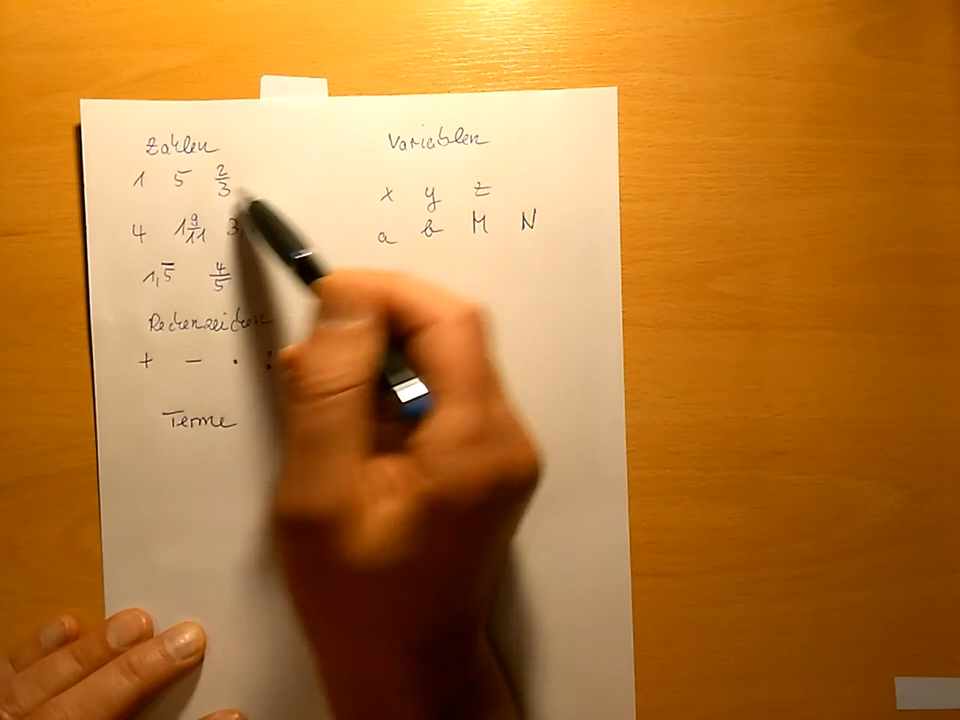 Zahlen
1 5 2/3
4 1 9/11 3,
1,5̅ 4/5
Rechenzeichen
+ − · :
Terme
Variablen
x y z
a b M N